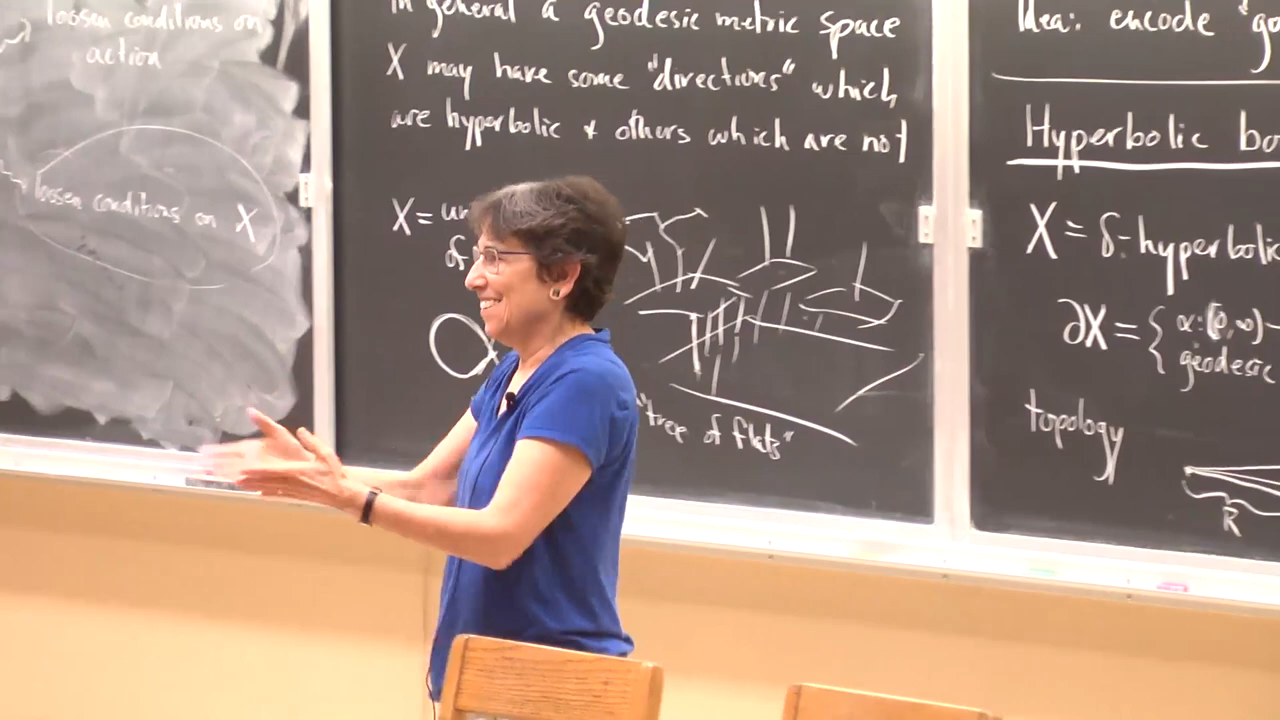 loosen conditions on
action
loosen conditions on X
In general a geodesic metric space
X may have some "directions" which
are hyperbolic & others which are not
X = un
of
"tree of flats"
Idea: encode "go
Hyperbolic bo
X = δ-hyperbolic
∂X = { α: [0, ∞) →
geodesic
topology
R